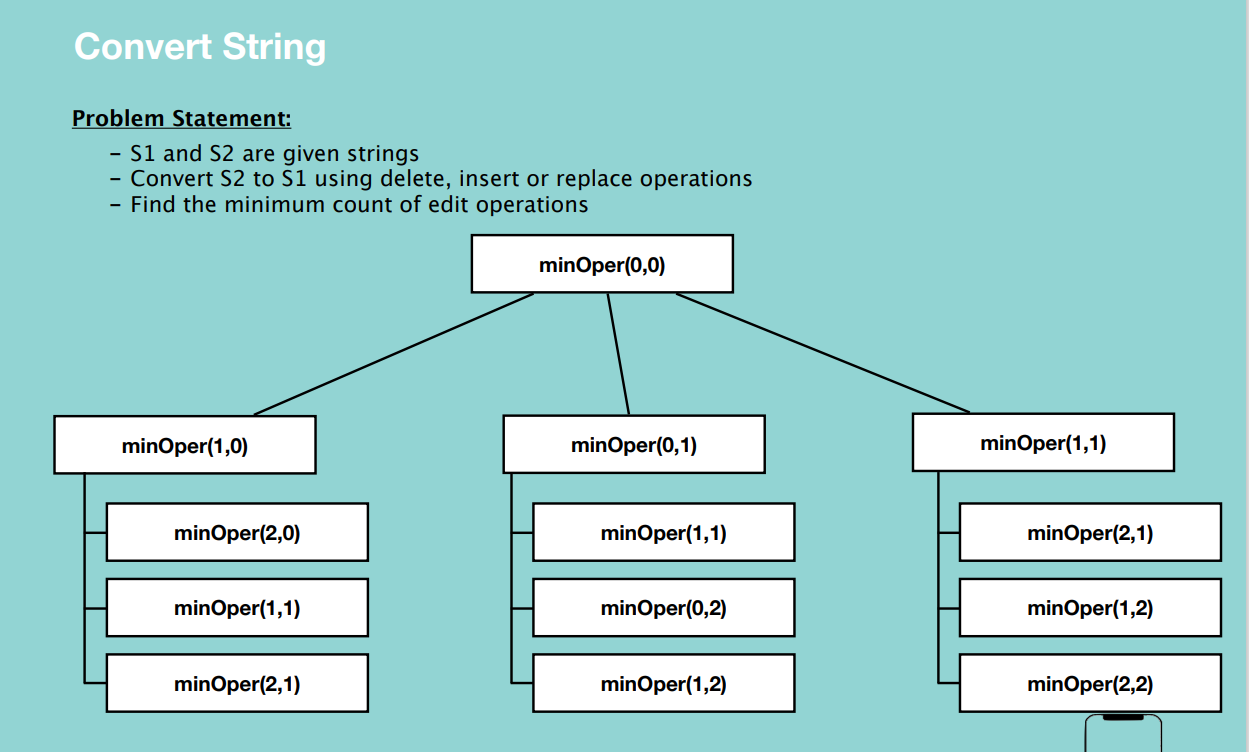 Convert String
Problem Statement:
– S1 and S2 are given strings
– Convert S2 to S1 using delete, insert or replace operations
– Find the minimum count of edit operations
minOper(0,0)
minOper(1,0)
minOper(0,1)
minOper(1,1)
minOper(2,0)
minOper(1,1)
minOper(2,1)
minOper(1,1)
minOper(0,2)
minOper(1,2)
minOper(2,1)
minOper(1,2)
minOper(2,2)